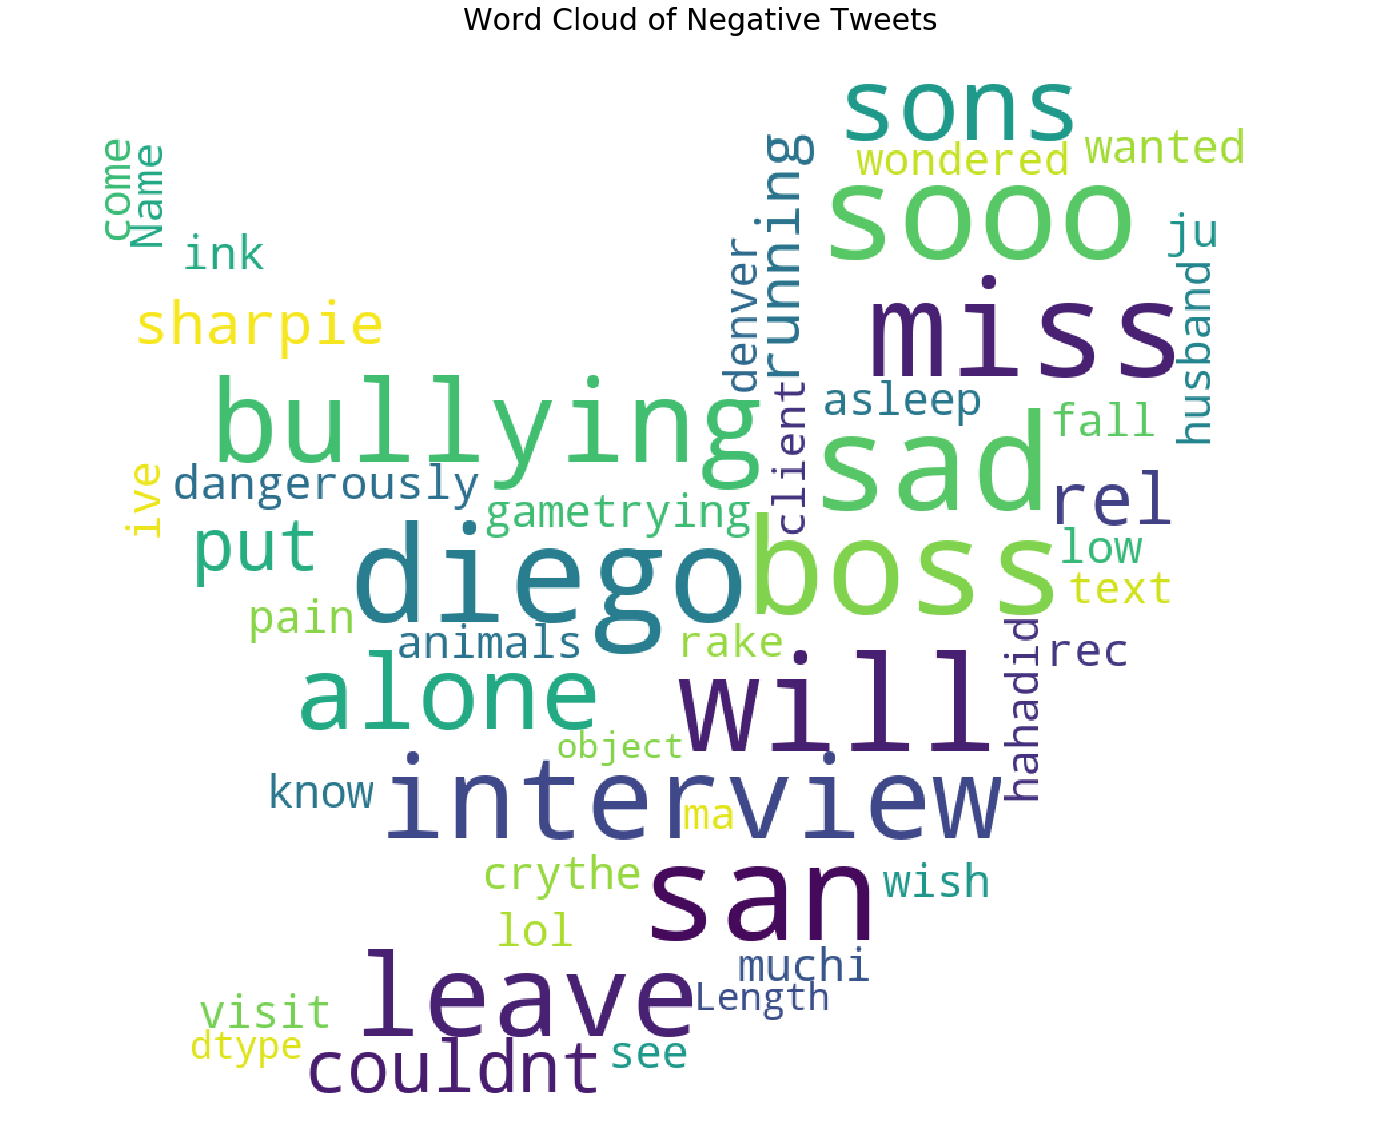 Word Cloud of Negative Tweets
sons
wondered
wanted
come
Name
running
sooo
ju
ink
denver
husband
miss
sharpie
bullying
client
asleep
fall
sad
ive
dangerously
gametrying
rel
put
diego
boss
low
text
pain
animals
rake
hahadid
rec
alone
will
object
know
interview
ma
crythe
san
wish
lol
leave
muchi
Length
visit
dtype
couldnt
see